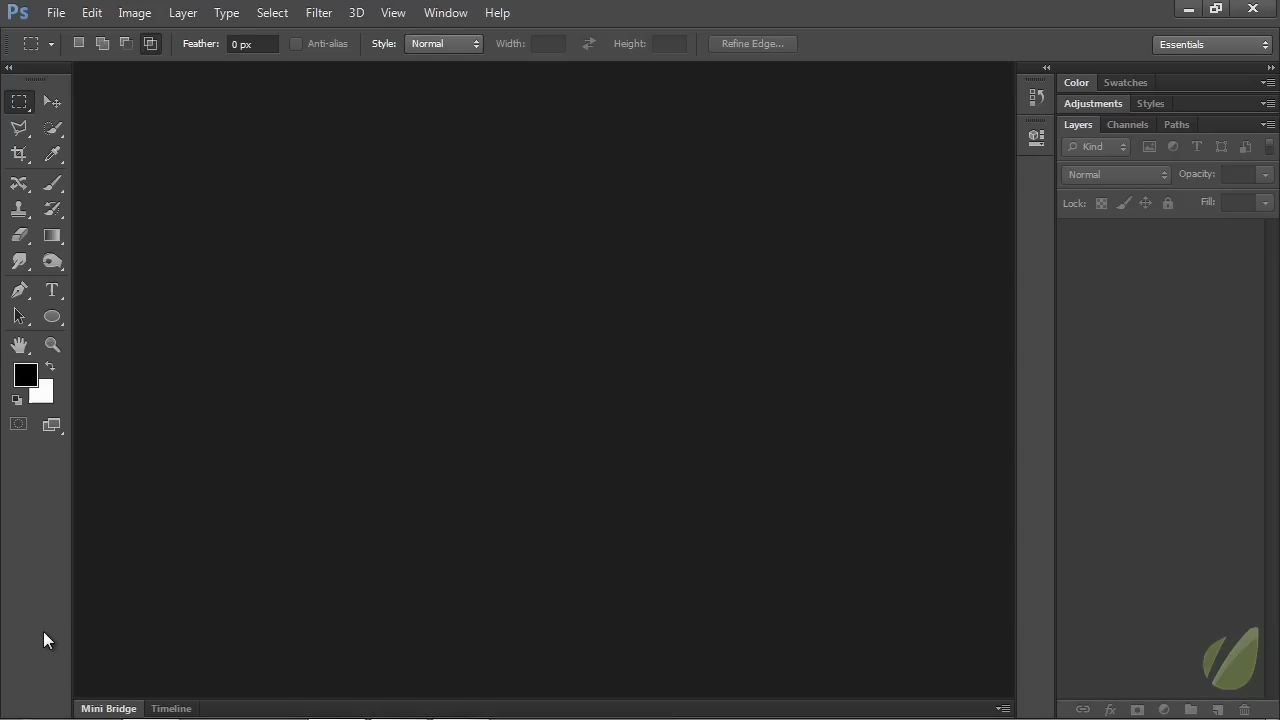 Ps File Edit Image Layer Type Select Filter 3D View Window Help
Feather: 0 px Anti-alias Style: Normal Width: Height: Refine Edge... Essentials
Color Swatches
Adjustments Styles
Layers Channels Paths
Kind T
Normal Opacity:
Lock: Fill:
T
fx
Mini Bridge Timeline